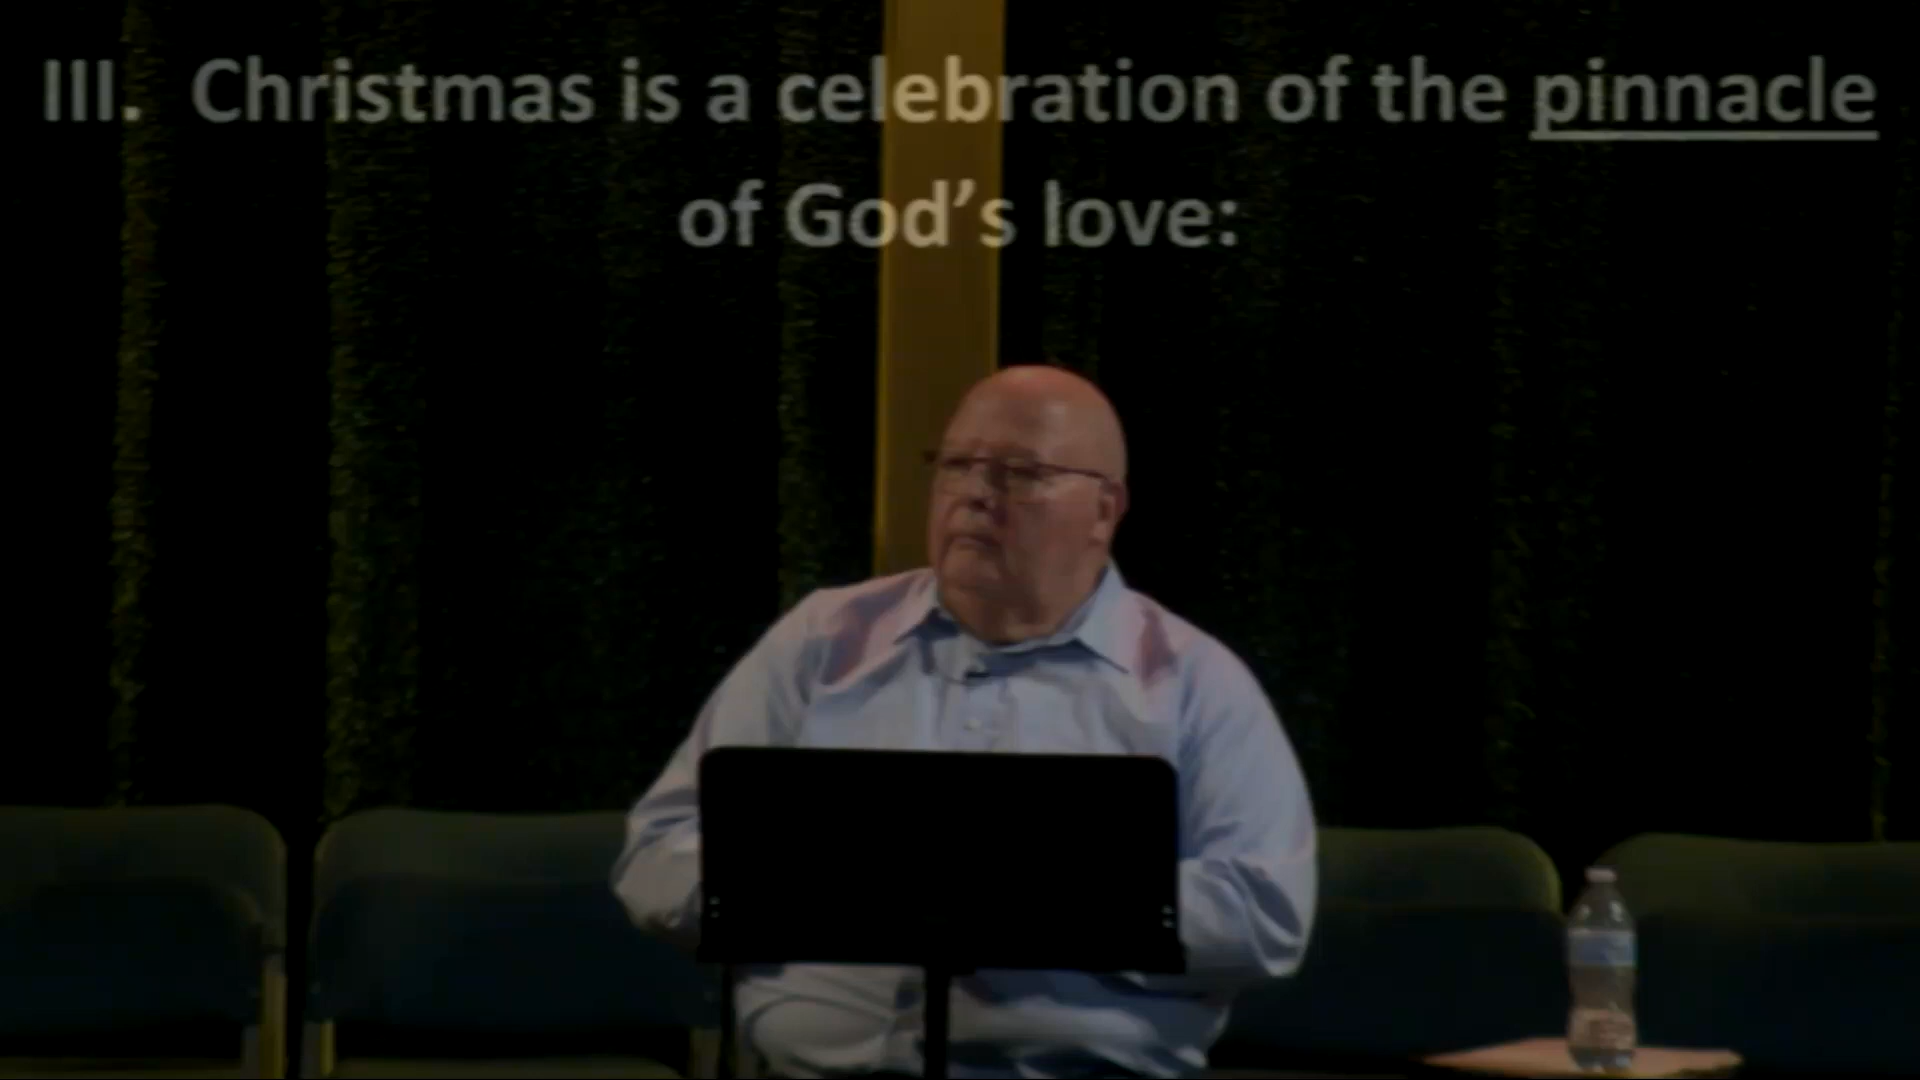 III. Christmas is a celebration of the pinnacle
of God’s love: